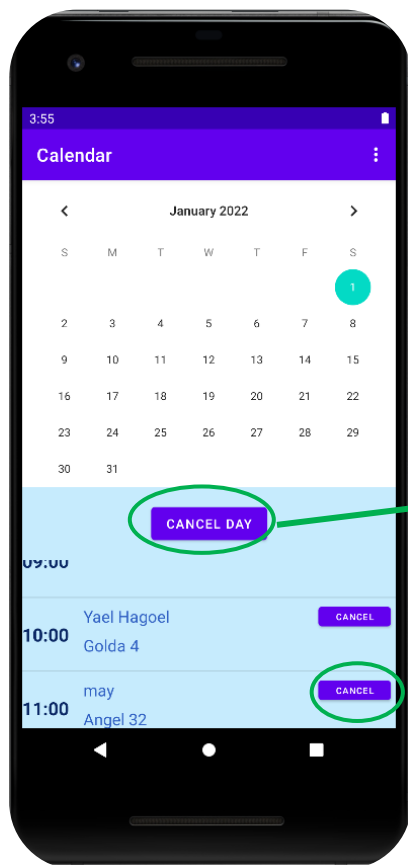 3:55
Calendar
January 2022
S M T W T F S
1
2 3 4 5 6 7 8
9 10 11 12 13 14 15
16 17 18 19 20 21 22
23 24 25 26 27 28 29
30 31
CANCEL DAY
09:00
Yael Hagoel CANCEL
10:00
Golda 4
may CANCEL
11:00
Angel 32